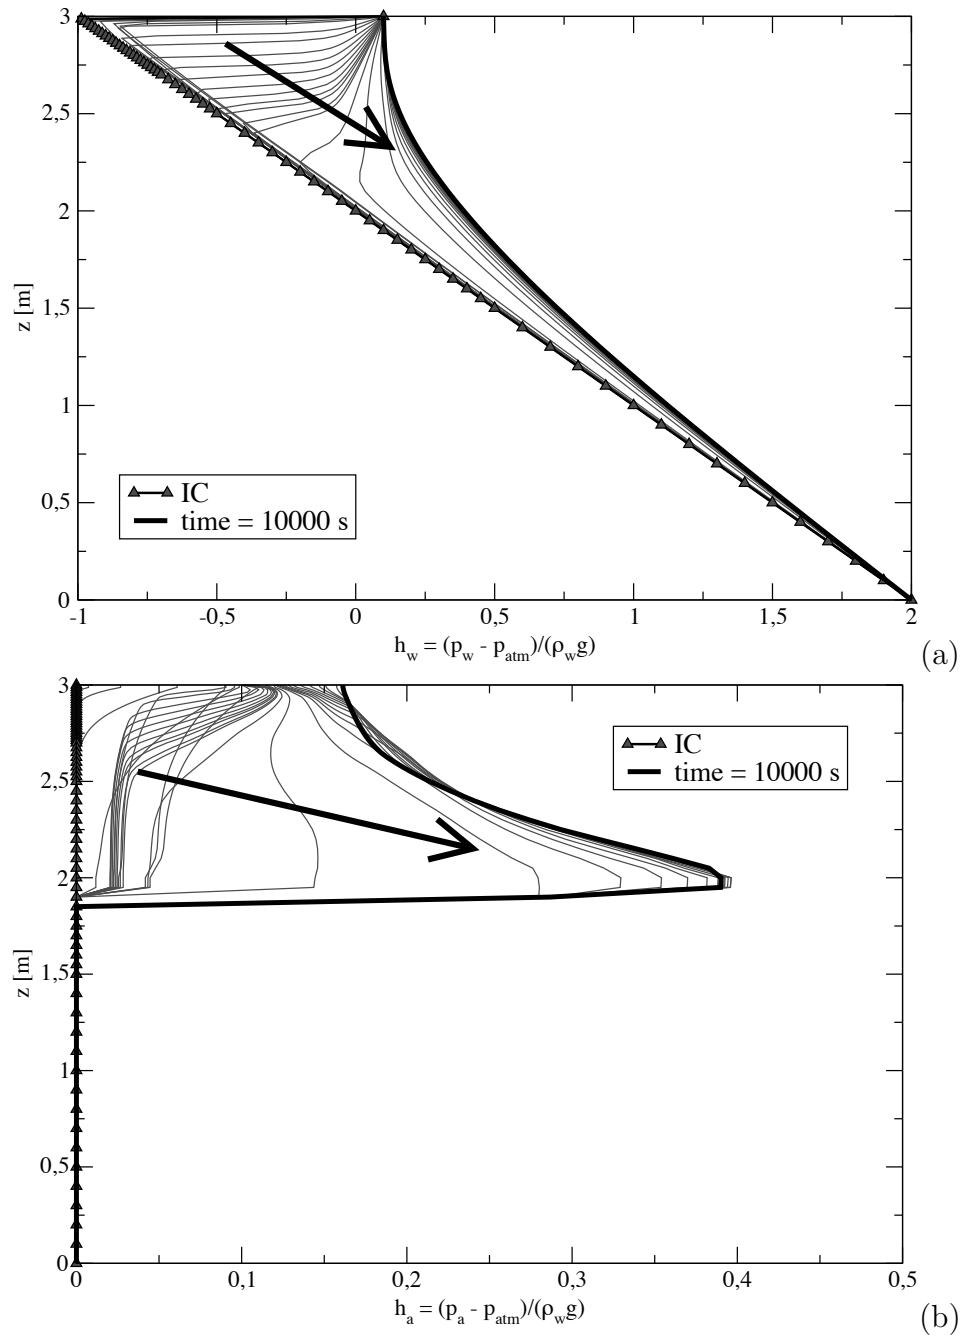 3
2,5
2
1,5
1
0,5
0
z [m]
IC
time = 10000 s
-1 -0,5 0 0,5 1 1,5 2
h_w = (p_w - p_atm)/(ρ_w g)
(a)
3
2,5
2
1,5
1
0,5
0
z [m]
IC
time = 10000 s
0 0,1 0,2 0,3 0,4 0,5
h_a = (p_a - p_atm)/(ρ_w g)
(b)